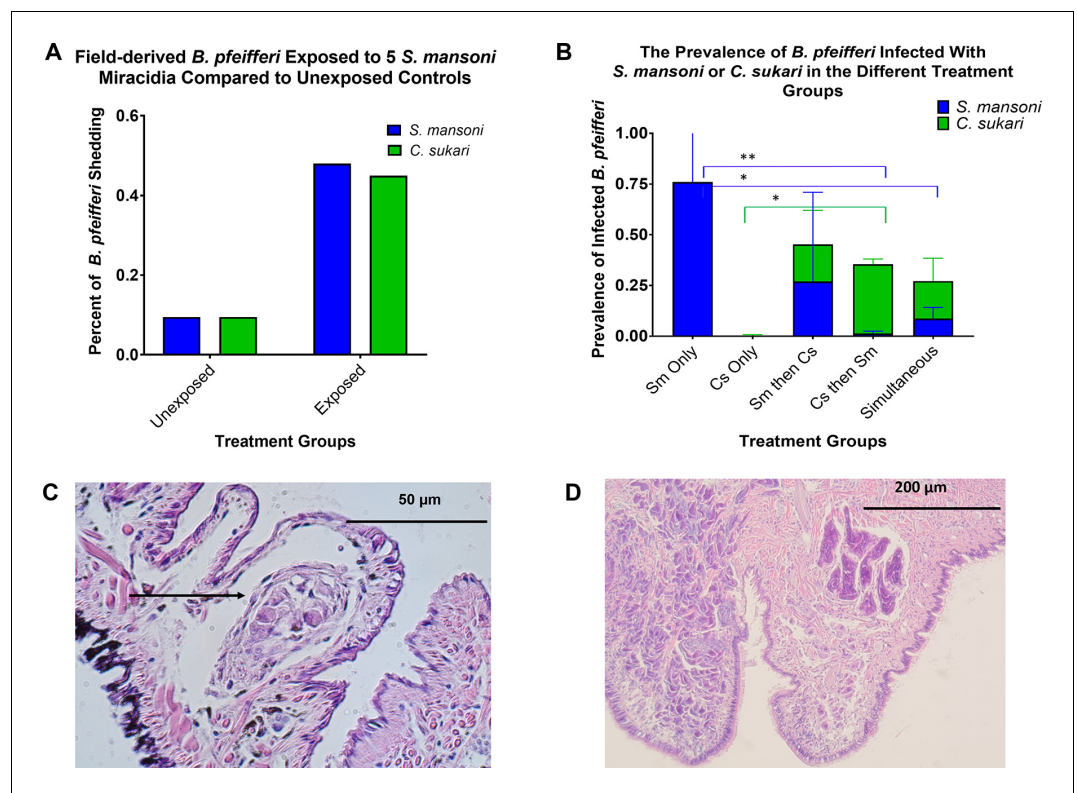 A
Field-derived B. pfeifferi Exposed to 5 S. mansoni
Miracidia Compared to Unexposed Controls
Percent of B. pfeifferi Shedding
0.6
0.4
0.2
0.0
S. mansoni
C. sukari
Unexposed
Exposed
Treatment Groups
B
The Prevalence of B. pfeifferi Infected With
S. mansoni or C. sukari in the Different Treatment
Groups
S. mansoni
C. sukari
Prevalence of Infected B. pfeifferi
1.00
0.75
0.50
0.25
0.00
**
*
*
Sm Only
Cs Only
Sm then Cs
Cs then Sm
Simultaneous
Treatment Groups
C
50 µm
D
200 µm